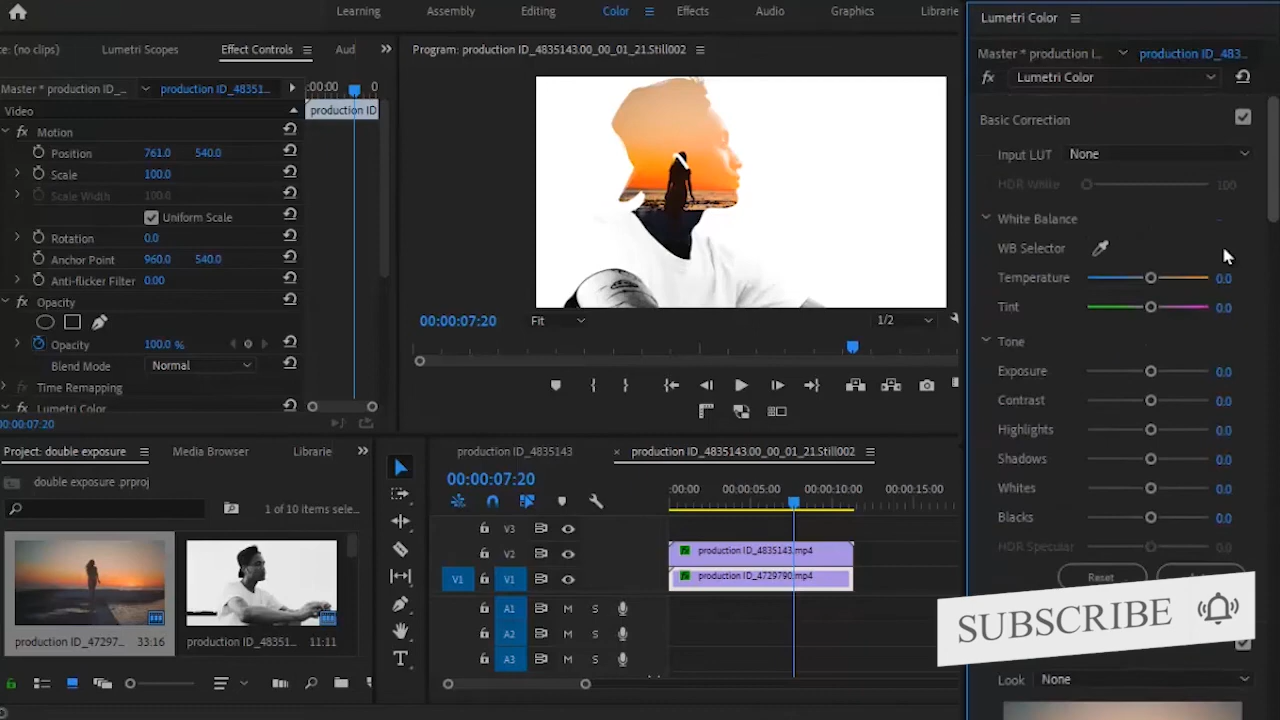 Learning Assembly Editing Color Effects Audio Graphics Librarie
ce: (no clips) Lumetri Scopes Effect Controls Aud
Master * production ID_... production ID_48351...
:00:00 0
Video
production ID
fx Motion
Position 761.0 540.0
Scale 100.0
Scale Width 100.0
Uniform Scale
Rotation 0.0
Anchor Point 960.0 540.0
Anti-flicker Filter 0.00
fx Opacity
Opacity 100.0 %
Blend Mode Normal
Time Remapping
fx Lumetri Color
00:00:07:20
Program: production ID_4835143.00_00_01_21.Still002
00:00:07:20 Fit 1/2
Lumetri Color
Master * production I... production ID_483...
fx Lumetri Color
Basic Correction
Input LUT None
HDR White 100
White Balance
WB Selector
Temperature 0.0
Tint 0.0
Tone
Exposure 0.0
Contrast 0.0
Highlights 0.0
Shadows 0.0
Whites 0.0
Blacks 0.0
HDR Specular 0.0
Reset
SUBSCRIBE
Look None
Project: double exposure Media Browser Librarie
double exposure .prproj
1 of 10 items sele...
production ID_47297... 33:16
production ID_48351... 11:11
production ID_4835143 × production ID_4835143.00_00_01_21.Still002
00:00:07:20
:00:00 00:00:05:00 00:00:10:00 00:00:15:00
V3
V2 fx production ID_4835143.mp4
V1 V1 fx production ID_4729790.mp4
A1 M S
A2 M S
A3 M S